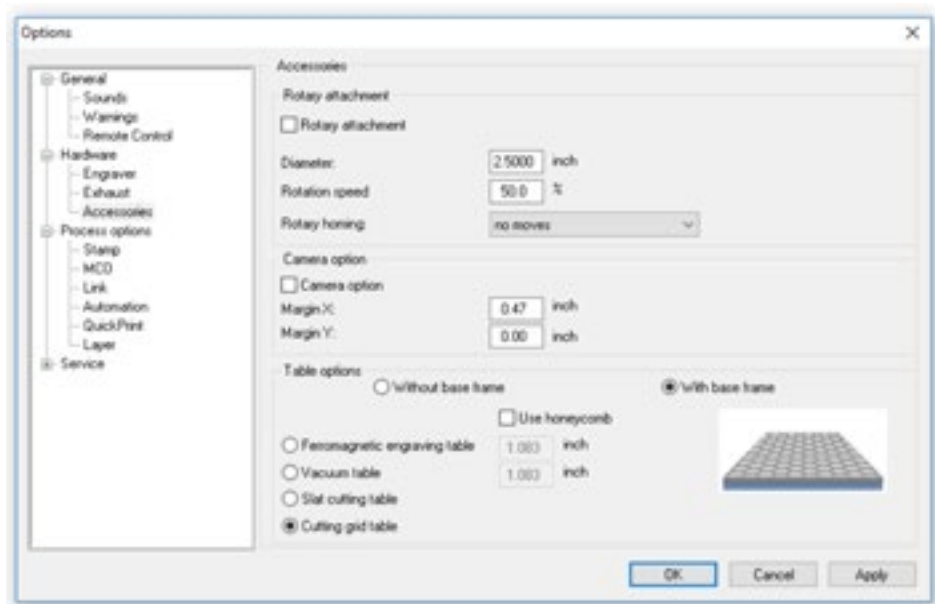 Options
General
Sounds
Warnings
Remote Control
Hardware
Engraver
Exhaust
Accessories
Process options
Stamp
MCO
Link
Automation
QuickPrint
Layer
Service
Accessories
Rotary attachment
Rotary attachment
Diameter: 2.5000 inch
Rotation speed 50.0 %
Rotary homing: no moves
Camera option
Camera option
Margin X: 0.47 inch
Margin Y: 0.00 inch
Table options
Without base frame With base frame
Use honeycomb
Ferromagnetic engraving table 1.083 inch
Vacuum table 1.083 inch
Slat cutting table
Cutting grid table
OK Cancel Apply